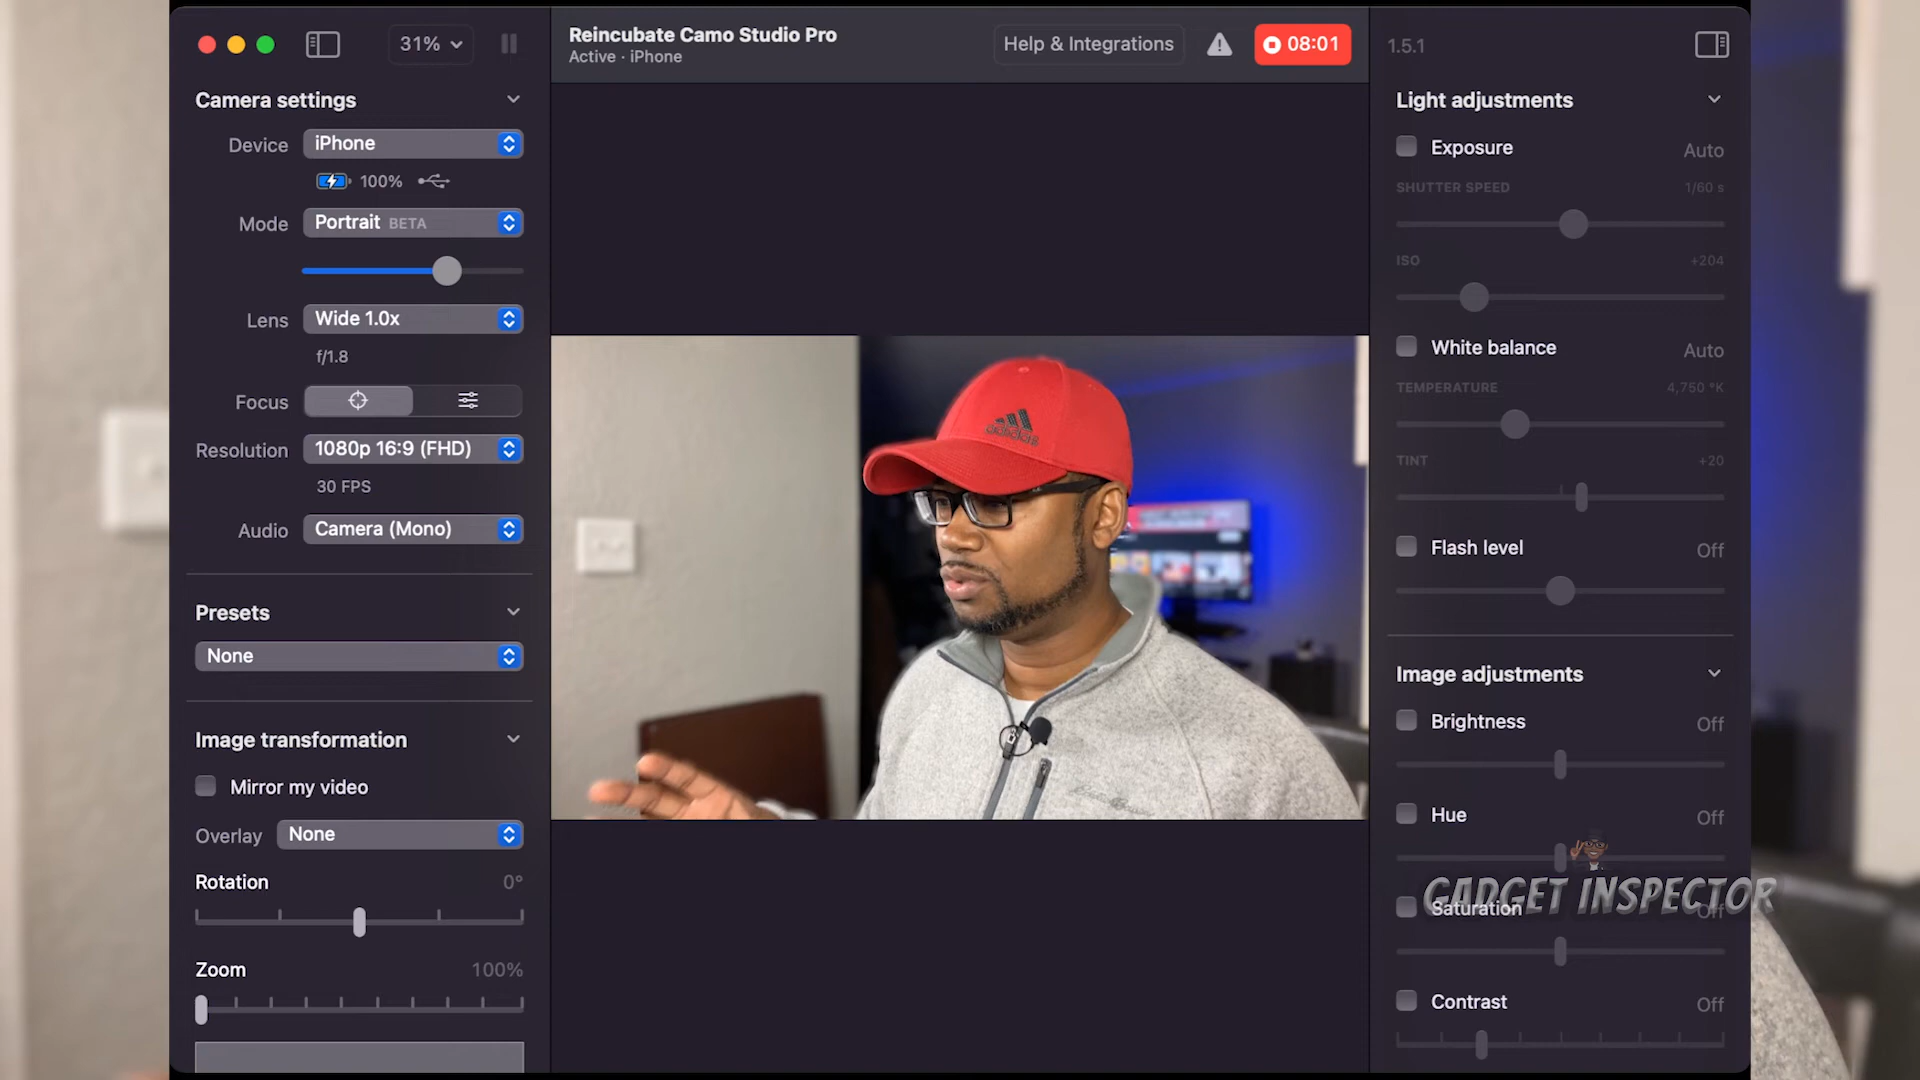 31%
Reincubate Camo Studio Pro
Active · iPhone
Help & Integrations
08:01
1.5.1
Camera settings
Device iPhone
100%
Mode Portrait BETA
Lens Wide 1.0x
f/1.8
Focus
Resolution 1080p 16:9 (FHD)
30 FPS
Audio Camera (Mono)
Presets
None
Image transformation
Mirror my video
Overlay None
Rotation 0°
Zoom 100%
adidas
Light adjustments
Exposure Auto
SHUTTER SPEED 1/60 s
ISO +204
White balance Auto
TEMPERATURE 4,750 °K
TINT +20
Flash level Off
Image adjustments
Brightness Off
Hue Off
GADGET INSPECTOR
Saturation Off
Contrast Off